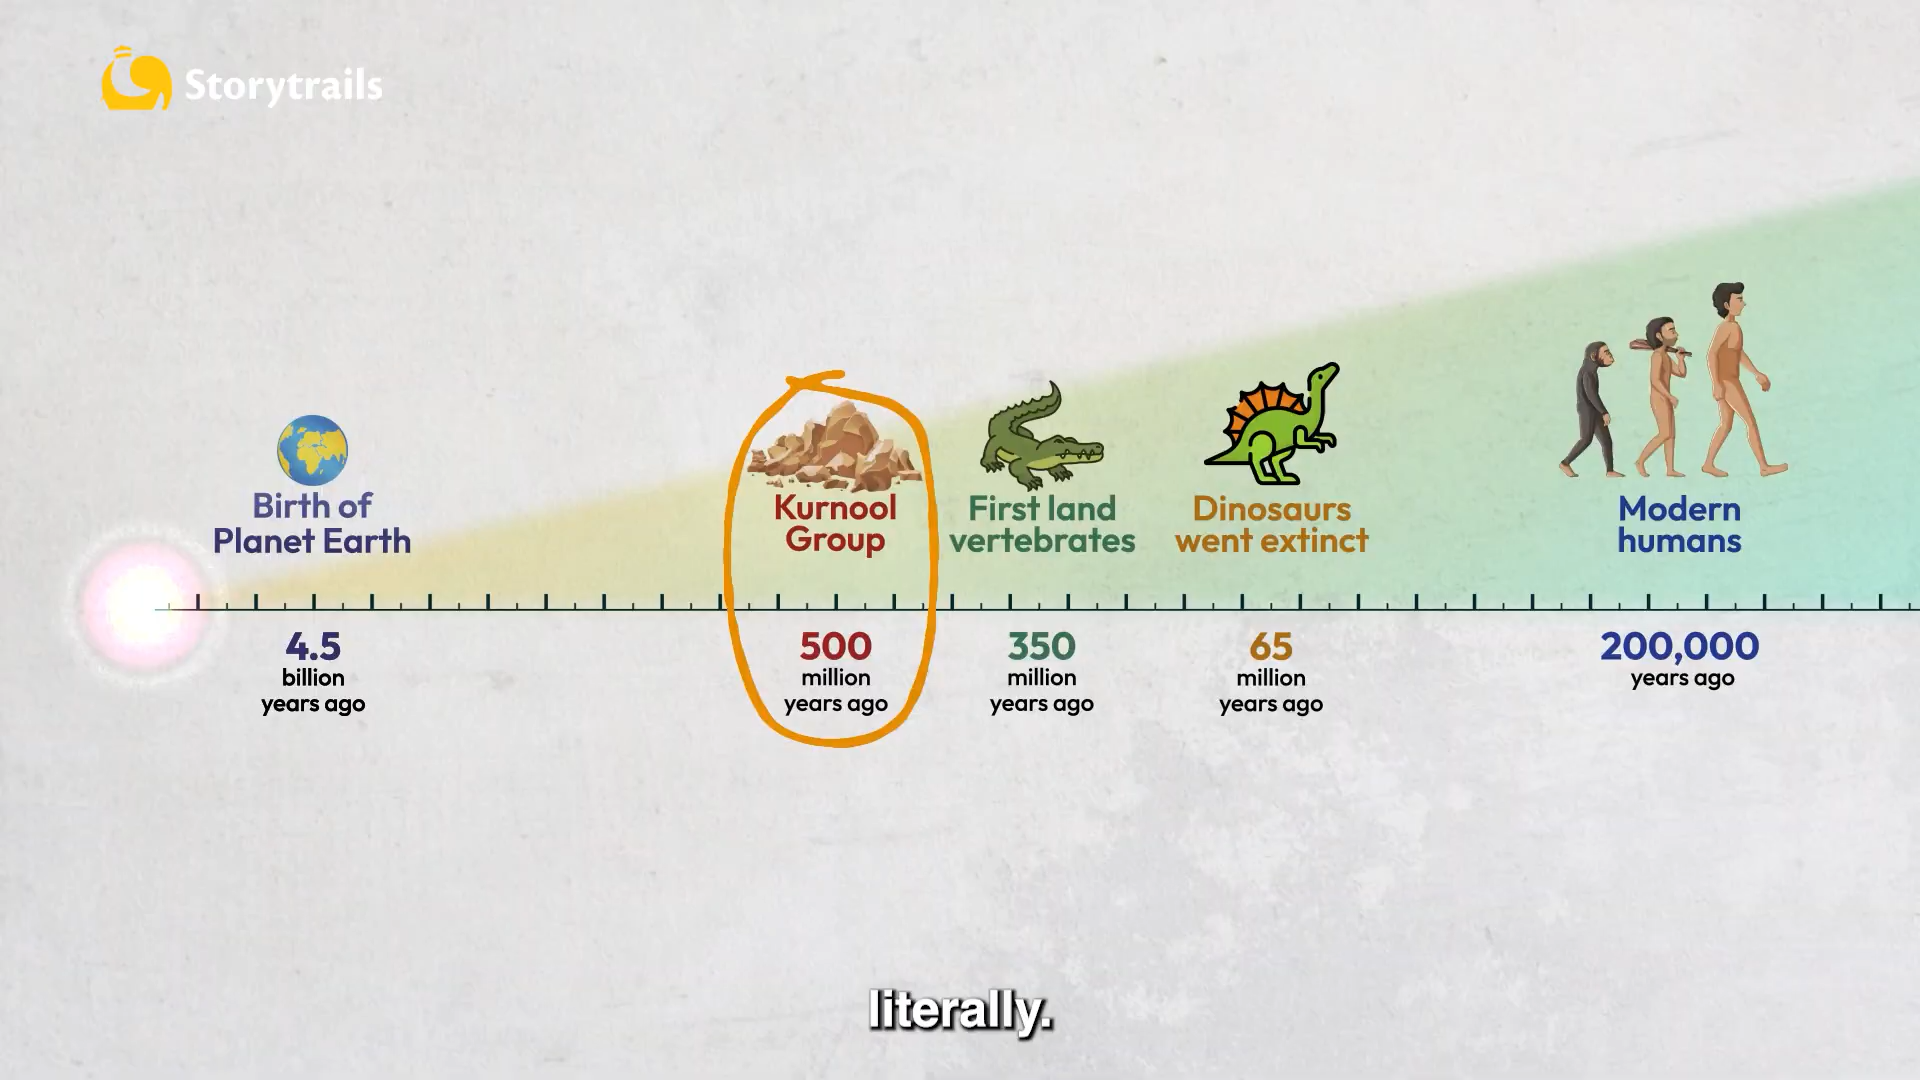 Storytrails
Birth of
Planet Earth
Kurnool
Group
First land
vertebrates
Dinosaurs
went extinct
Modern
humans
4.5
billion
years ago
500
million
years ago
350
million
years ago
65
million
years ago
200,000
years ago
literally.